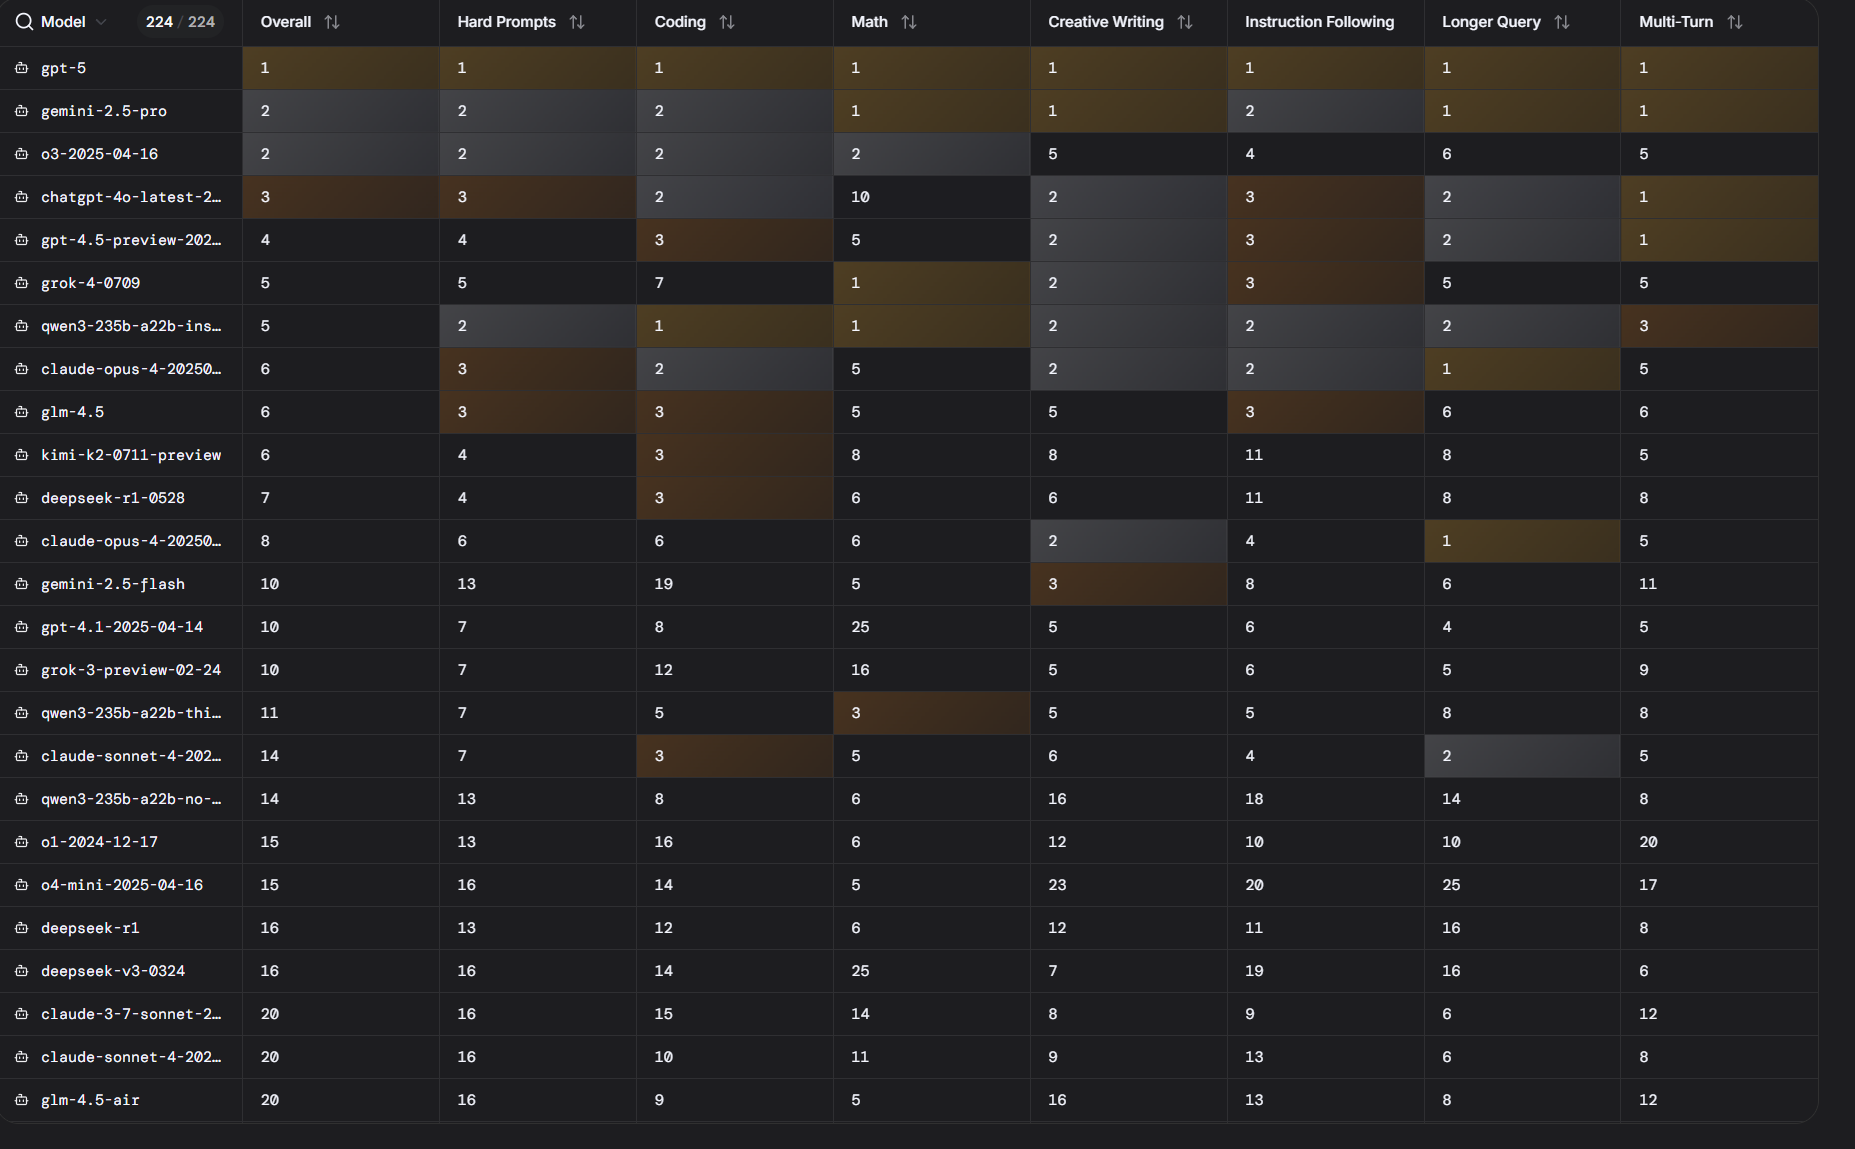 Model 224 / 224 Overall Hard Prompts Coding Math Creative Writing Instruction Following Longer Query Multi-Turn
gpt-5 1 1 1 1 1 1 1 1
gemini-2.5-pro 2 2 2 1 1 2 1 1
o3-2025-04-16 2 2 2 2 5 4 6 5
chatgpt-4o-latest-2… 3 3 2 10 2 3 2 1
gpt-4.5-preview-202… 4 4 3 5 2 3 2 1
grok-4-0709 5 5 7 1 2 3 5 5
qwen3-235b-a22b-ins… 5 2 1 1 2 2 2 3
claude-opus-4-20250… 6 3 2 5 2 2 1 5
glm-4.5 6 3 3 5 5 3 6 6
kimi-k2-0711-preview 6 4 3 8 8 11 8 5
deepseek-r1-0528 7 4 3 6 6 11 8 8
claude-opus-4-20250… 8 6 6 6 2 4 1 5
gemini-2.5-flash 10 13 19 5 3 8 6 11
gpt-4.1-2025-04-14 10 7 8 25 5 6 4 5
grok-3-preview-02-24 10 7 12 16 5 6 5 9
qwen3-235b-a22b-thi… 11 7 5 3 5 5 8 8
claude-sonnet-4-202… 14 7 3 5 6 4 2 5
qwen3-235b-a22b-no-… 14 13 8 6 16 18 14 8
o1-2024-12-17 15 13 16 6 12 10 10 20
o4-mini-2025-04-16 15 16 14 5 23 20 25 17
deepseek-r1 16 13 12 6 12 11 16 8
deepseek-v3-0324 16 16 14 25 7 19 16 6
claude-3-7-sonnet-2… 20 16 15 14 8 9 6 12
claude-sonnet-4-202… 20 16 10 11 9 13 6 8
glm-4.5-air 20 16 9 5 16 13 8 12